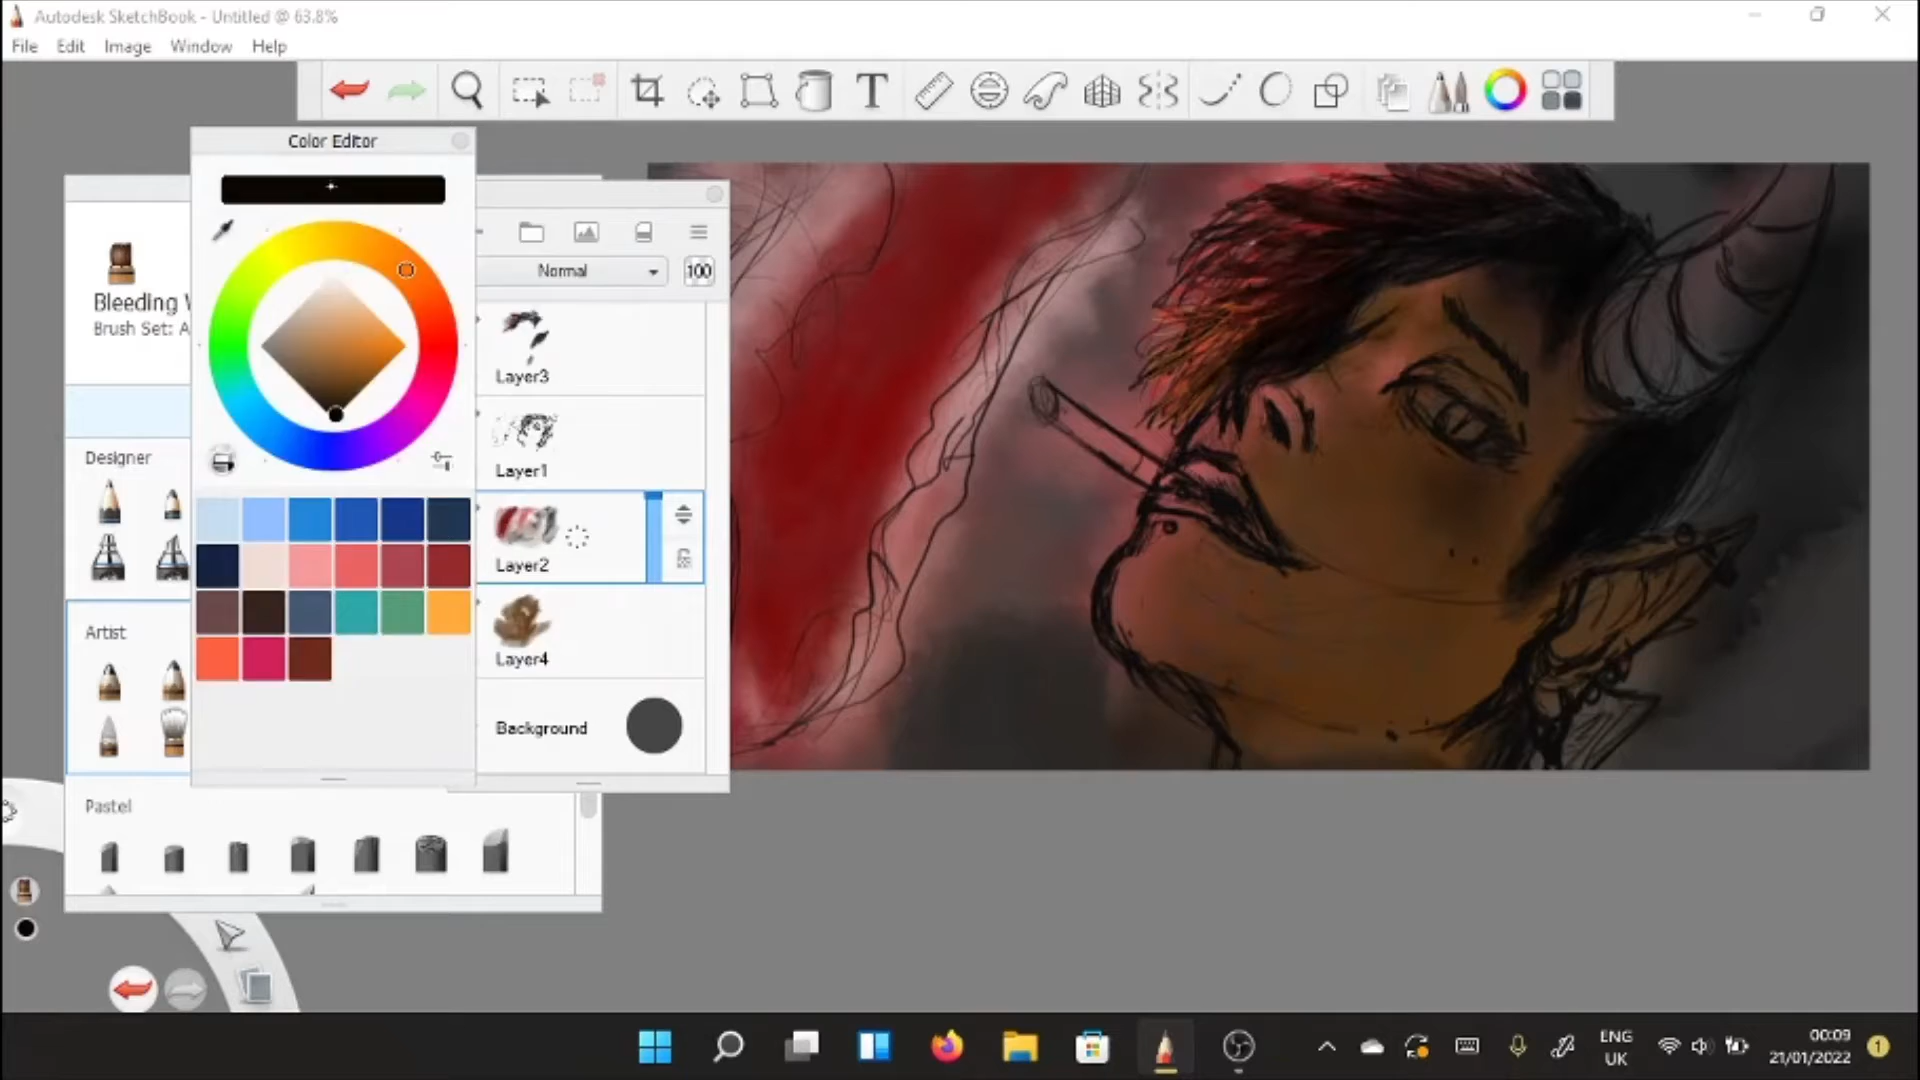 Autodesk SketchBook - Untitled @ 63.8%
File Edit Image Window Help
T
Color Editor
Bleeding
Brush Set: A
Normal 100
Layer3
Layer1
Designer
Layer2
Artist
Layer4
Background
Pastel
ENG
UK
00:09
21/01/2022
1